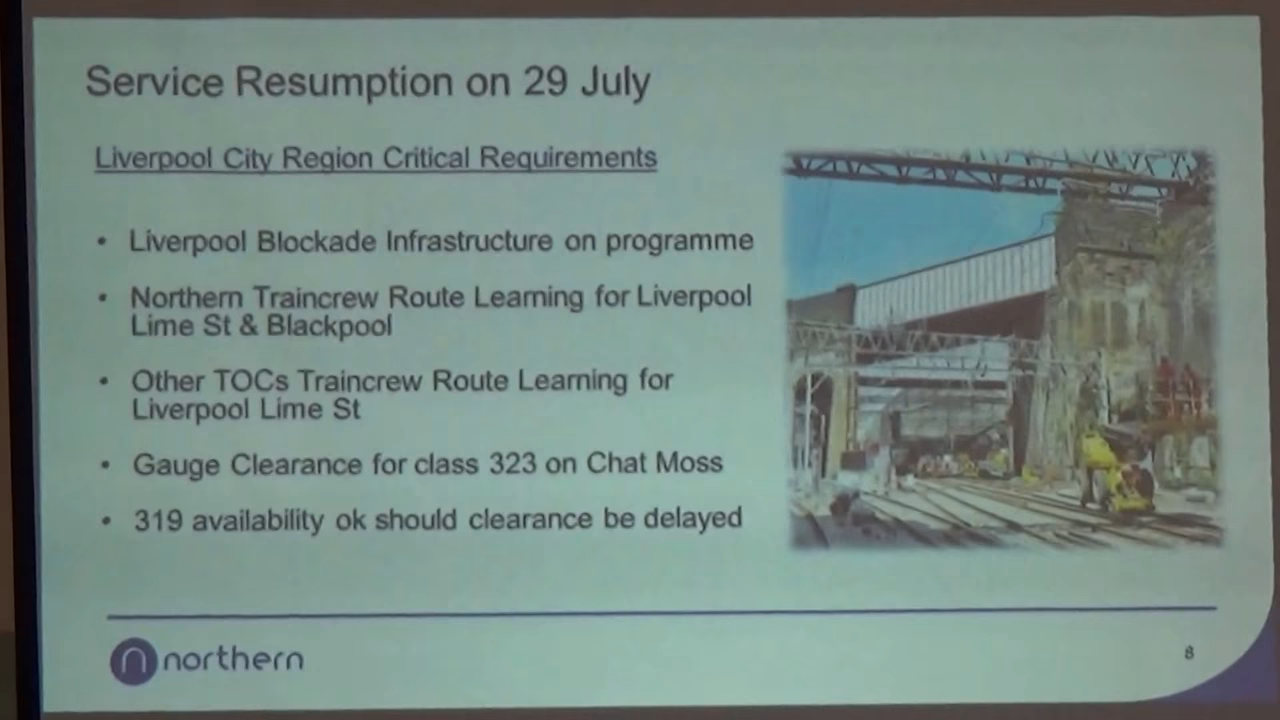 Service Resumption on 29 July
Liverpool City Region Critical Requirements
• Liverpool Blockade Infrastructure on programme
• Northern Traincrew Route Learning for Liverpool
Lime St & Blackpool
• Other TOCs Traincrew Route Learning for
Liverpool Lime St
• Gauge Clearance for class 323 on Chat Moss
• 319 availability ok should clearance be delayed
n northern
8